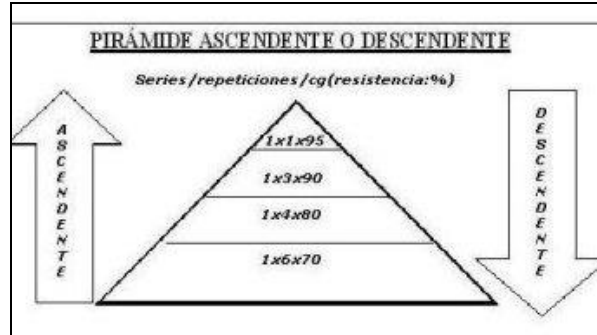 PIRÁMIDE ASCENDENTE O DESCENDENTE
Series/repeticiones/cg(resistencia:%)
ASCENDENTE
1x1x95
1x3x90
1x4x80
1x6x70
DESCENDENTE